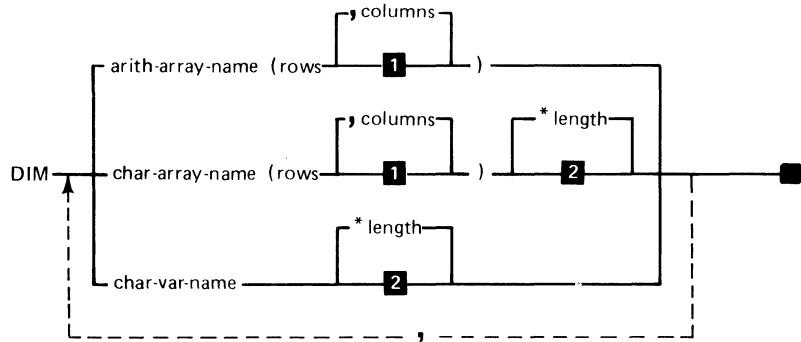 , columns
arith-array-name (rows 1 )
, columns * length
DIM char-array-name (rows 1 ) 2
* length
char-var-name 2
,